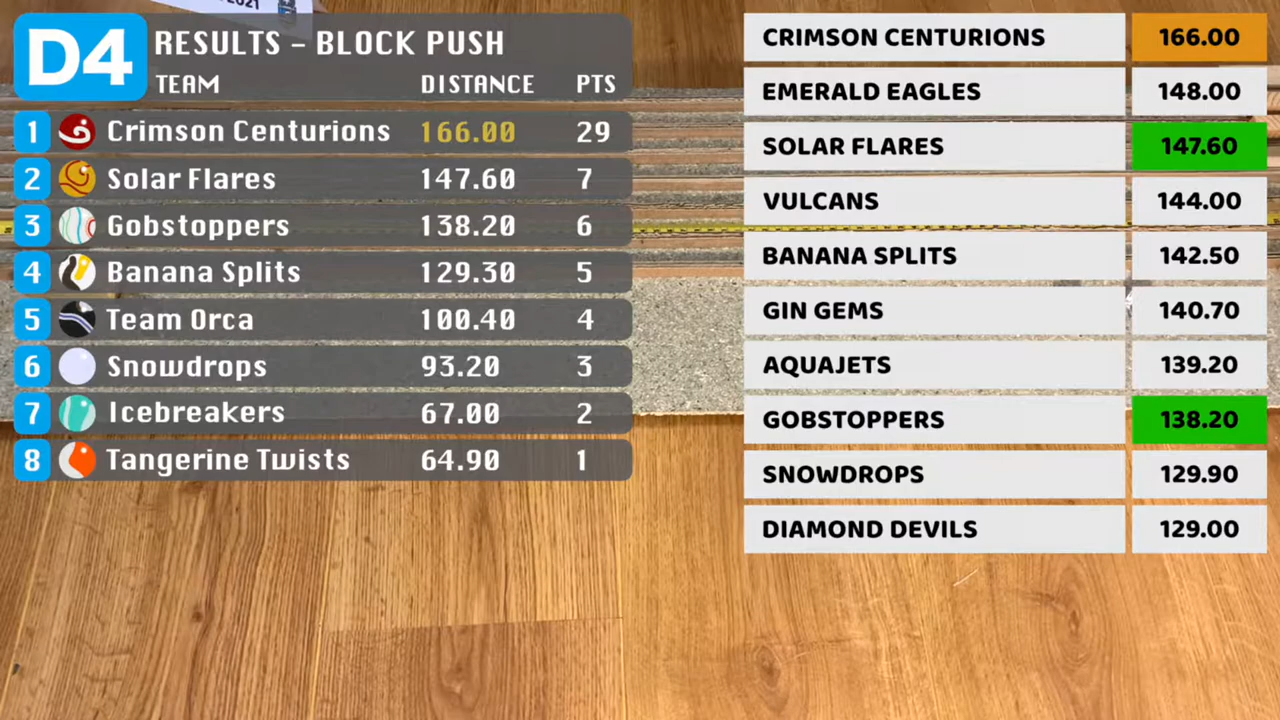 2021
D4
RESULTS - BLOCK PUSH
TEAM DISTANCE PTS
1 Crimson Centurions 166.00 29
2 Solar Flares 147.60 7
3 Gobstoppers 138.20 6
4 Banana Splits 129.30 5
5 Team Orca 100.40 4
6 Snowdrops 93.20 3
7 Icebreakers 67.00 2
8 Tangerine Twists 64.90 1
CRIMSON CENTURIONS 166.00
EMERALD EAGLES 148.00
SOLAR FLARES 147.60
VULCANS 144.00
BANANA SPLITS 142.50
GIN GEMS 140.70
AQUAJETS 139.20
GOBSTOPPERS 138.20
SNOWDROPS 129.90
DIAMOND DEVILS 129.00